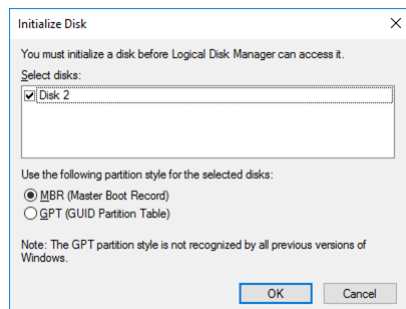 Initialize Disk
You must initialize a disk before Logical Disk Manager can access it.
Select disks:
Disk 2
Use the following partition style for the selected disks:
MBR (Master Boot Record)
GPT (GUID Partition Table)
Note: The GPT partition style is not recognized by all previous versions of
Windows.
OK Cancel